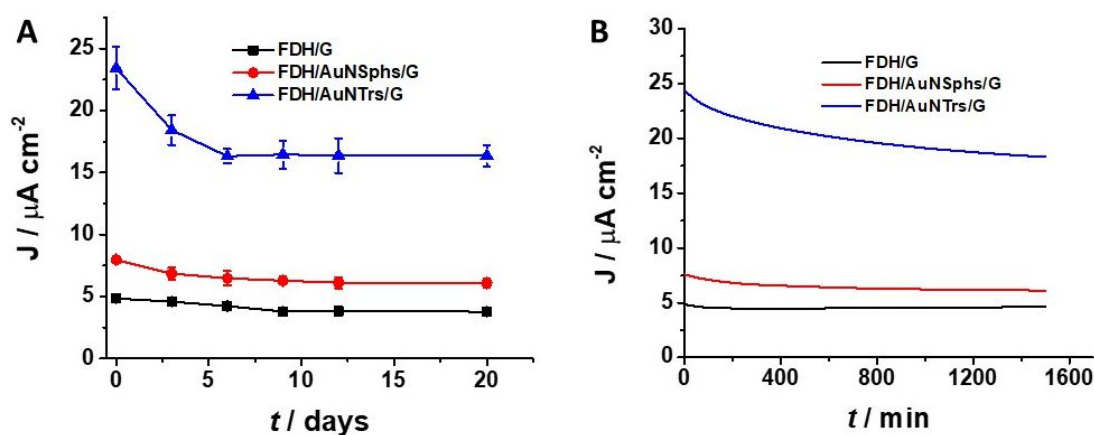 A
FDH/G
FDH/AuNSphs/G
FDH/AuNTrs/G
J / μA cm-2
25
20
15
10
5
0
0 5 10 15 20
t / days
B
FDH/G
FDH/AuNSphs/G
FDH/AuNTrs/G
J / μA cm-2
30
25
20
15
10
5
0
0 400 800 1200 1600
t / min